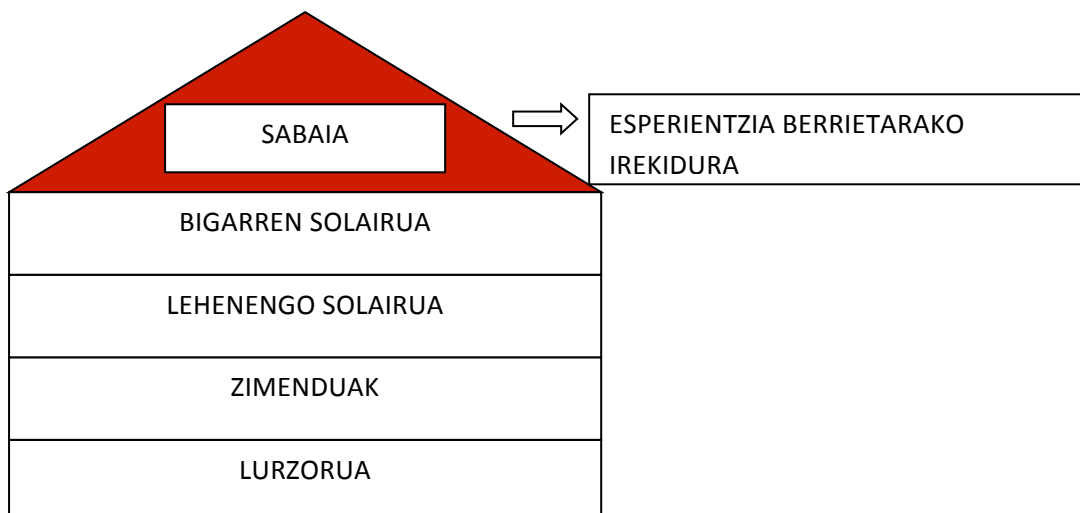 SABAIA
ESPERIENTZIA BERRIETARAKO
IREKIDURA
BIGARREN SOLAIRUA
LEHENENGO SOLAIRUA
ZIMENDUAK
LURZORUA